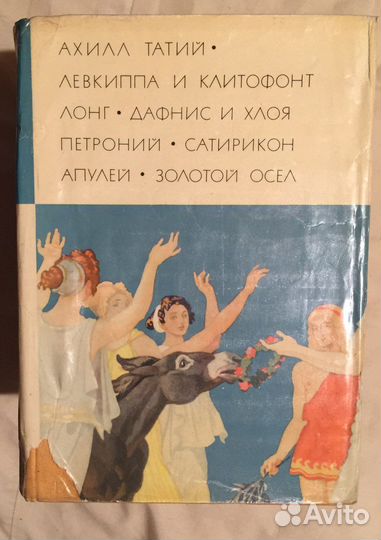 АХИЛЛ ТАТИЙ •
ЛЕВКИППА И КЛИТОФОНТ
ЛОНГ • ДАФНИС И ХЛОЯ
ПЕТРОНИЙ • САТИРИКОН
АПУЛЕЙ • ЗОЛОТОЙ ОСЕЛ
Avito